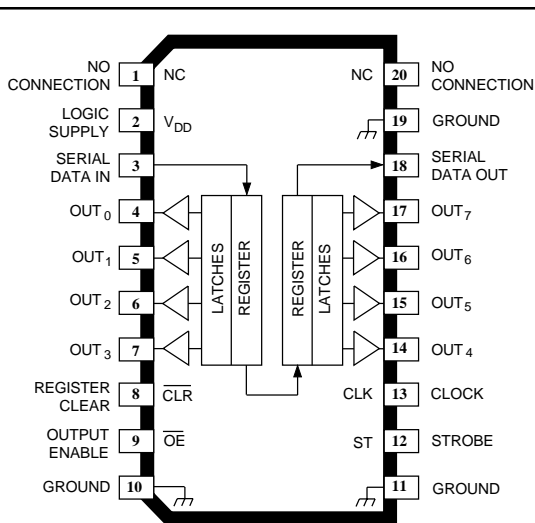 NO CONNECTION 1 NC NC 20 NO CONNECTION
LOGIC SUPPLY 2 VDD 19 GROUND
SERIAL DATA IN 3 18 SERIAL DATA OUT
OUT0 4 17 OUT7
OUT1 5 16 OUT6
OUT2 6 15 OUT5
OUT3 7 14 OUT4
LATCHES REGISTER REGISTER LATCHES
REGISTER CLEAR 8 C̅L̅R̅ CLK 13 CLOCK
OUTPUT ENABLE 9 O̅E̅ ST 12 STROBE
GROUND 10 11 GROUND